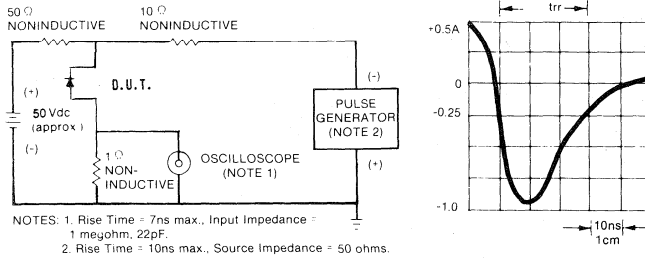 50 Ω
NONINDUCTIVE
10 Ω
NONINDUCTIVE
trr
+0.5A
(+)
D.U.T.
50 Vdc
(approx)
(-)
(-)
PULSE
GENERATOR
(NOTE 2)
(+)
0
-0.25
1 Ω
NON-
INDUCTIVE
OSCILLOSCOPE
(NOTE 1)
-1.0
NOTES: 1. Rise Time = 7ns max., Input Impedance =
1 megohm, 22pF.
2. Rise Time = 10ns max., Source Impedance = 50 ohms.
10ns
1cm